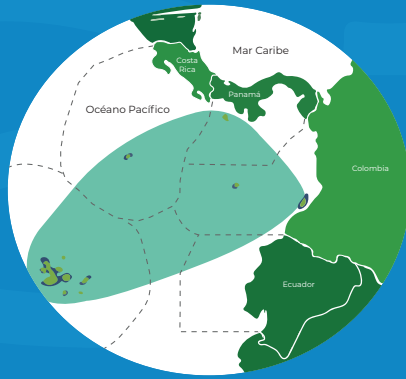 Mar Caribe
Costa
Rica
Panamá
Océano Pacífico
Colombia
Ecuador